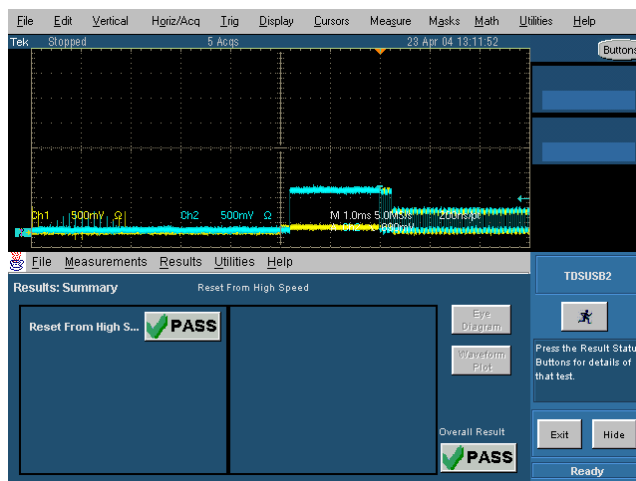 File Edit Vertical Horiz/Acq Trig Display Cursors Measure Masks Math Utilities Help
Tek Stopped 5 Acqs 23 Apr 04 13:11:52
Buttons
Ch1 500mV Ω Ch2 500mV Ω M 1.0ms 5.0MS/s 200ns/pt
File Measurements Results Utilities Help
Results: Summary Reset From High Speed
TDSUSB2
Reset From High S... PASS
Eye
Diagram
Waveform
Plot
Press the Result Statu
Buttons for details of
that test.
Overall Result
PASS
Exit Hide
Ready